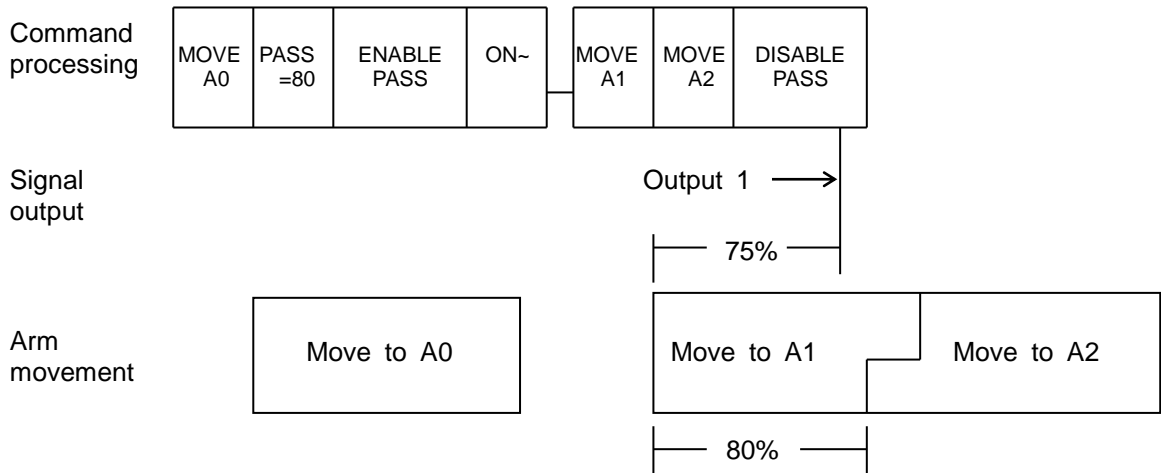 Command
processing
MOVE
A0
PASS
=80
ENABLE
PASS
ON~
MOVE
A1
MOVE
A2
DISABLE
PASS
Signal
output
Output 1
75%
Arm
movement
Move to A0
Move to A1
Move to A2
80%